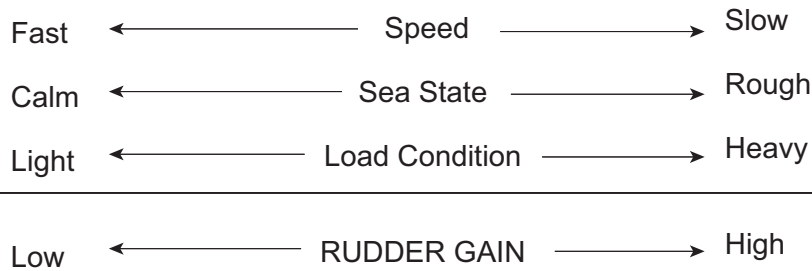 Fast Speed Slow
Calm Sea State Rough
Light Load Condition Heavy
Low RUDDER GAIN High